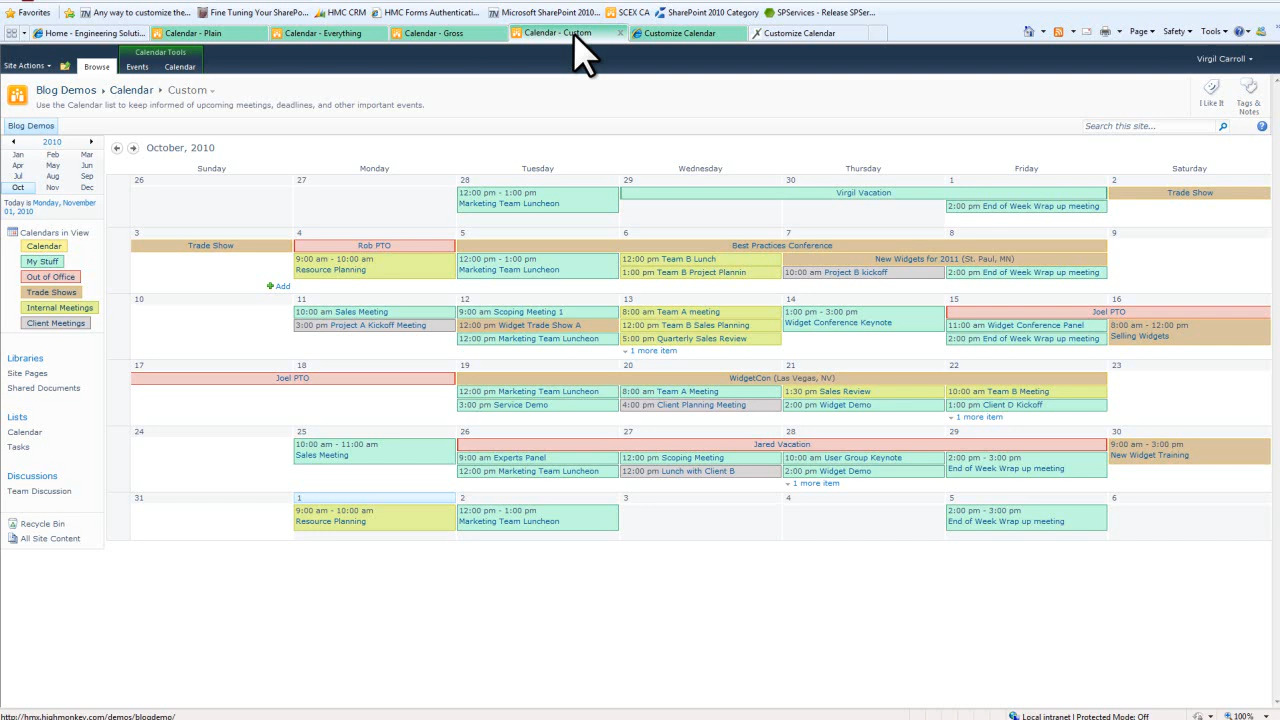 Favorites
Any way to customize the...
Fine Tuning Your SharePo...
HMC CRM
HMC Forms Authenticati...
Microsoft SharePoint 2010...
SCEX CA
SharePoint 2010 Category
SPServices - Release SPSer...
Home - Engineering Soluti...
Calendar - Plain
Calendar - Everything
Calendar - Gross
Calendar - Custom
Customize Calendar
Customize Calendar
Page
Safety
Tools
Site Actions
Browse
Calendar Tools
Events
Calendar
Virgil Carroll
Blog Demos
Calendar
Custom
Use the Calendar list to keep informed of upcoming meetings, deadlines, and other important events.
I Like It
Tags & Notes
Blog Demos
Search this site...
2010
Jan Feb Mar
Apr May Jun
Jul Aug Sep
Oct Nov Dec
Today is Monday, November
01, 2010
Calendars in View
Calendar
My Stuff
Out of Office
Trade Shows
Internal Meetings
Client Meetings
Libraries
Site Pages
Shared Documents
Lists
Calendar
Tasks
Discussions
Team Discussion
Recycle Bin
All Site Content
October, 2010
Sunday Monday Tuesday Wednesday Thursday Friday Saturday
26 27 28 29 30 1 2
12:00 pm - 1:00 pm
Marketing Team Luncheon
Virgil Vacation
2:00 pm End of Week Wrap up meeting
Trade Show
3 4 5 6 7 8 9
Trade Show
Rob PTO
Best Practices Conference
9:00 am - 10:00 am
Resource Planning
12:00 pm - 1:00 pm
Marketing Team Luncheon
12:00 pm Team B Lunch
1:00 pm Team B Project Plannin
New Widgets for 2011 (St. Paul, MN)
10:00 am Project B kickoff
2:00 pm End of Week Wrap up meeting
Add
10 11 12 13 14 15 16
10:00 am Sales Meeting
3:00 pm Project A Kickoff Meeting
9:00 am Scoping Meeting 1
12:00 pm Widget Trade Show A
12:00 pm Marketing Team Luncheon
8:00 am Team A meeting
12:00 pm Team B Sales Planning
5:00 pm Quarterly Sales Review
1 more item
1:00 pm - 3:00 pm
Widget Conference Keynote
Joel PTO
11:00 am Widget Conference Panel
2:00 pm End of Week Wrap up meeting
8:00 am - 12:00 pm
Selling Widgets
17 18 19 20 21 22 23
Joel PTO
WidgetCon (Las Vegas, NV)
12:00 pm Marketing Team Luncheon
3:00 pm Service Demo
8:00 am Team A Meeting
4:00 pm Client Planning Meeting
1:30 pm Sales Review
2:00 pm Widget Demo
10:00 am Team B Meeting
1:00 pm Client D Kickoff
1 more item
24 25 26 27 28 29 30
10:00 am - 11:00 am
Sales Meeting
Jared Vacation
9:00 am Experts Panel
12:00 pm Marketing Team Luncheon
12:00 pm Scoping Meeting
12:00 pm Lunch with Client B
10:00 am User Group Keynote
2:00 pm Widget Demo
1 more item
2:00 pm - 3:00 pm
End of Week Wrap up meeting
9:00 am - 3:00 pm
New Widget Training
31 1 2 3 4 5 6
9:00 am - 10:00 am
Resource Planning
12:00 pm - 1:00 pm
Marketing Team Luncheon
2:00 pm - 3:00 pm
End of Week Wrap up meeting
http://hmx.highmonkey.com/demos/blogdemo/
Local intranet | Protected Mode: Off
100%